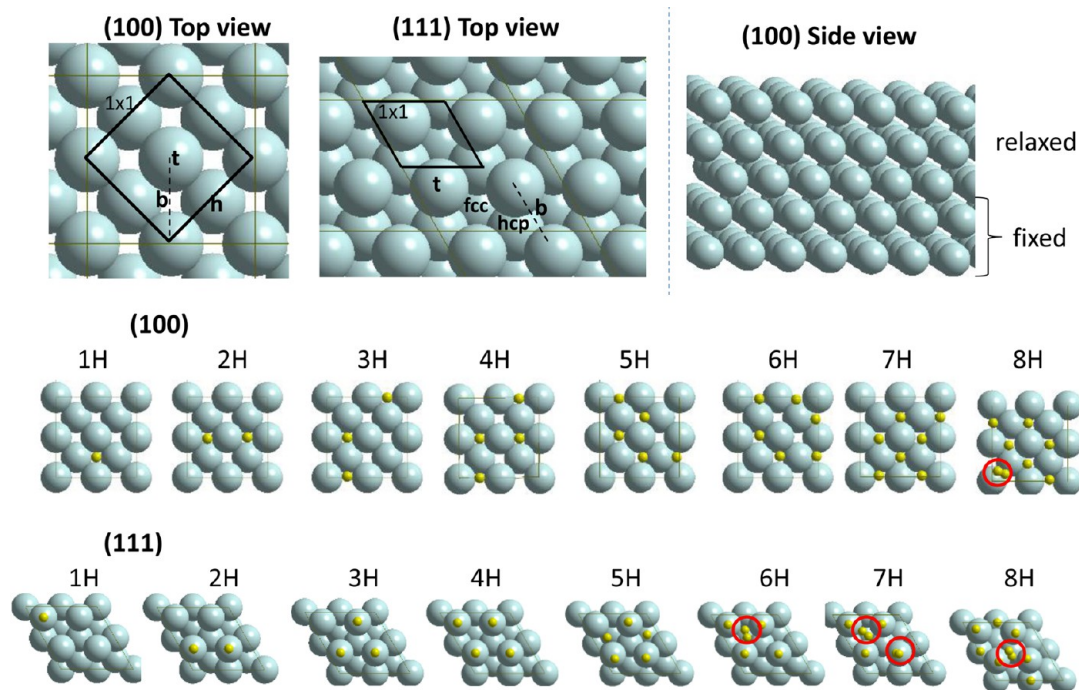 (100) Top view
(111) Top view
(100) Side view
1x1
t
b
h
1x1
t
fcc
b
hcp
relaxed
fixed
(100)
1H 2H 3H 4H 5H 6H 7H 8H
(111)
1H 2H 3H 4H 5H 6H 7H 8H